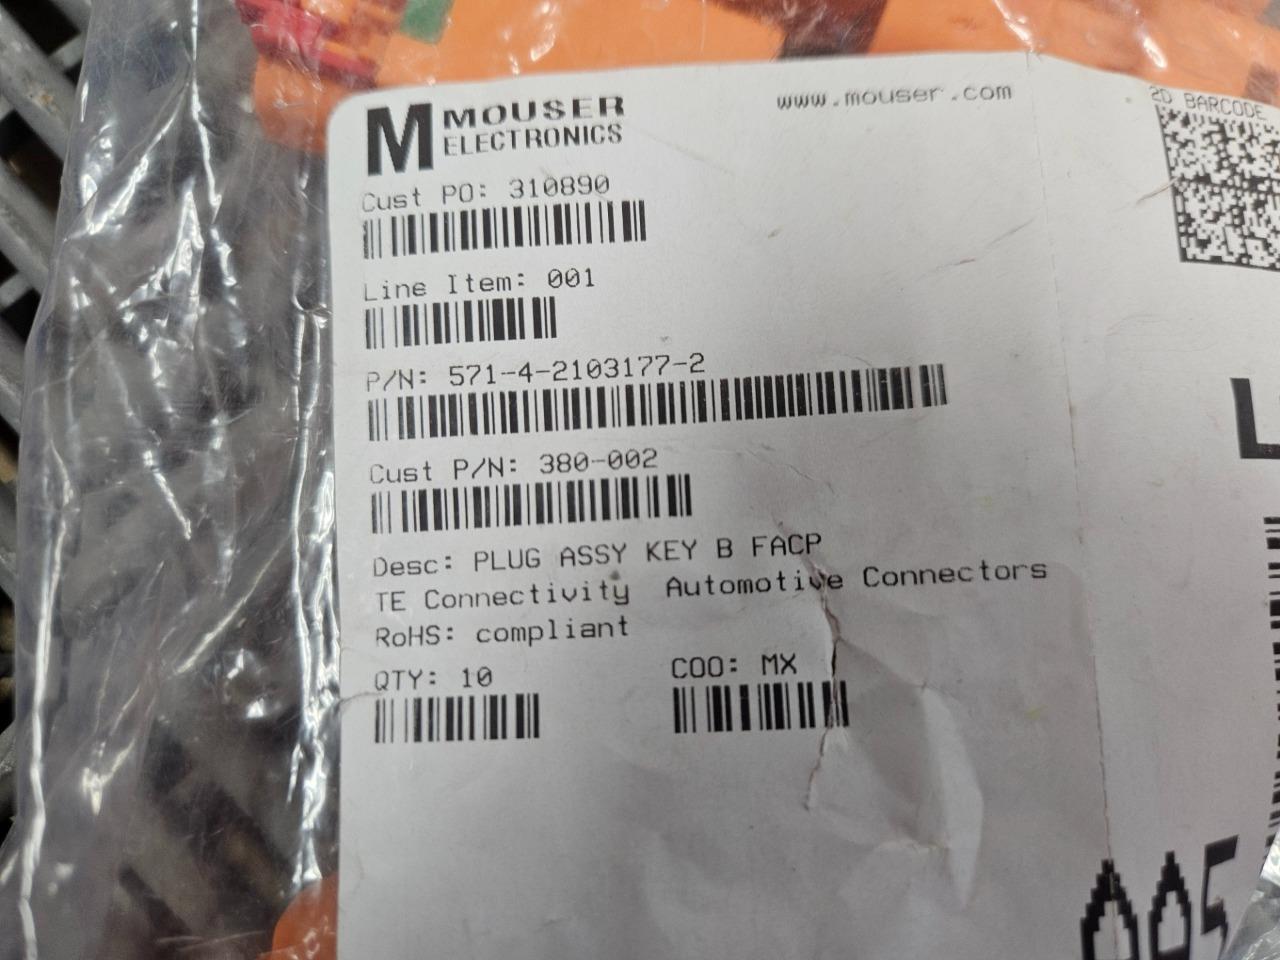 M MOUSER
ELECTRONICS
www.mouser.com
2D BARCODE
Cust PO: 310890
Line Item: 001
P/N: 571-4-2103177-2
Cust P/N: 380-002
Desc: PLUG ASSY KEY B FACP
TE Connectivity Automotive Connectors
RoHS: compliant
QTY: 10
COO: MX